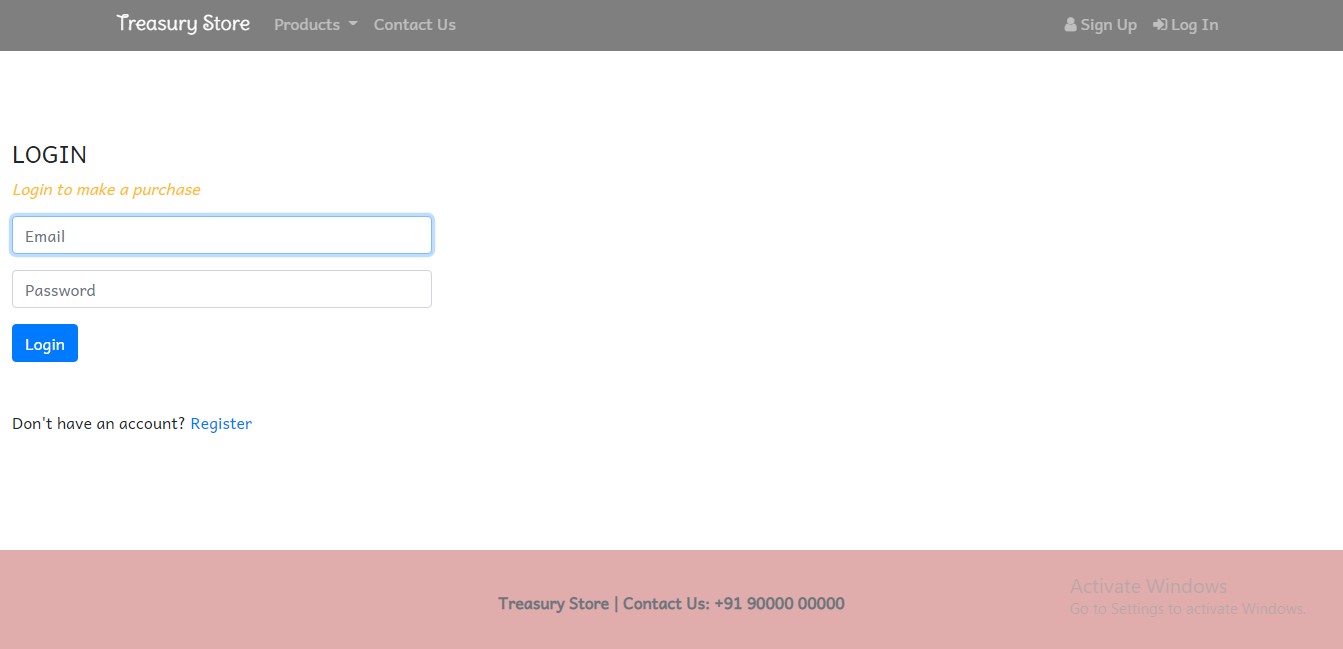 Treasury Store Products Contact Us Sign Up Log In
LOGIN
Login to make a purchase
Email
Password
Login
Don't have an account? Register
Treasury Store | Contact Us: +91 90000 00000
Activate Windows
Go to Settings to activate Windows.